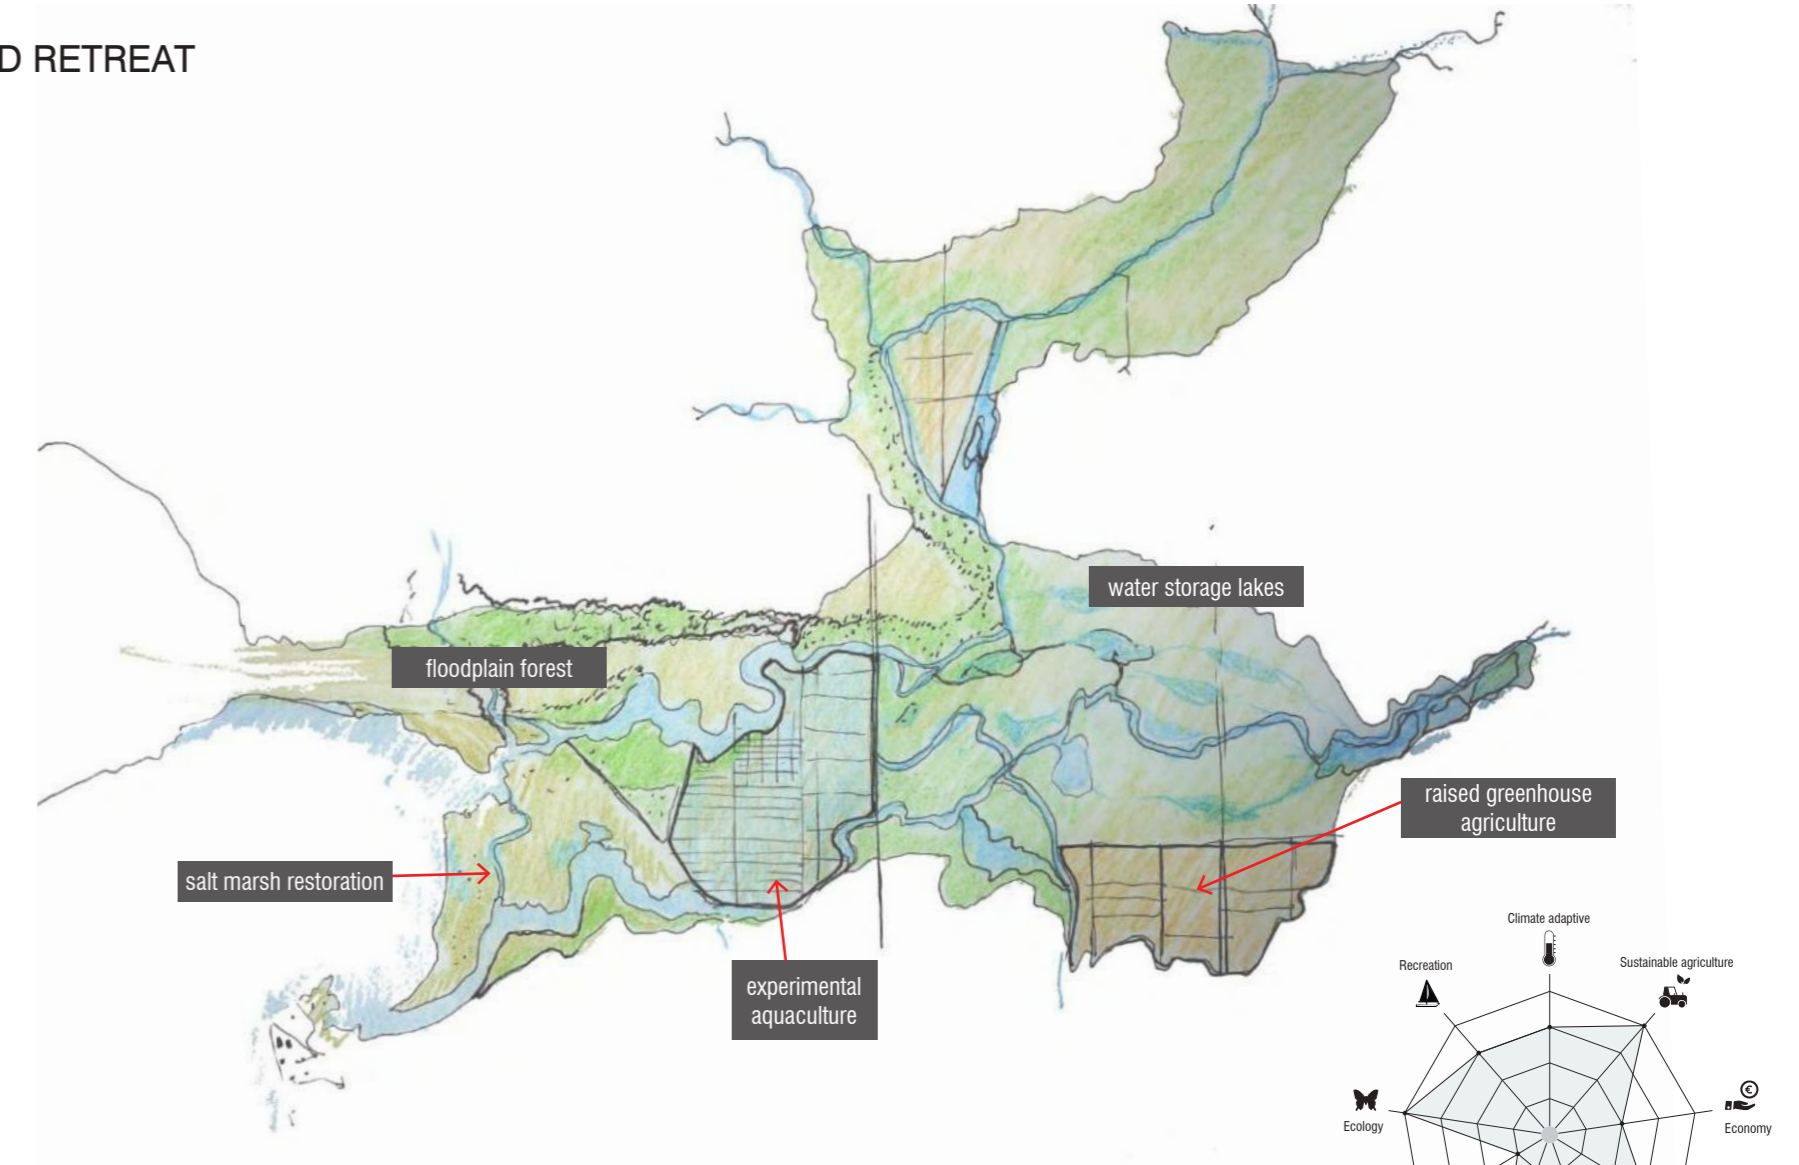 D RETREAT
water storage lakes
floodplain forest
raised greenhouse
agriculture
salt marsh restoration
experimental
aquaculture
Climate adaptive
Recreation
Sustainable agriculture
€
Ecology
Economy